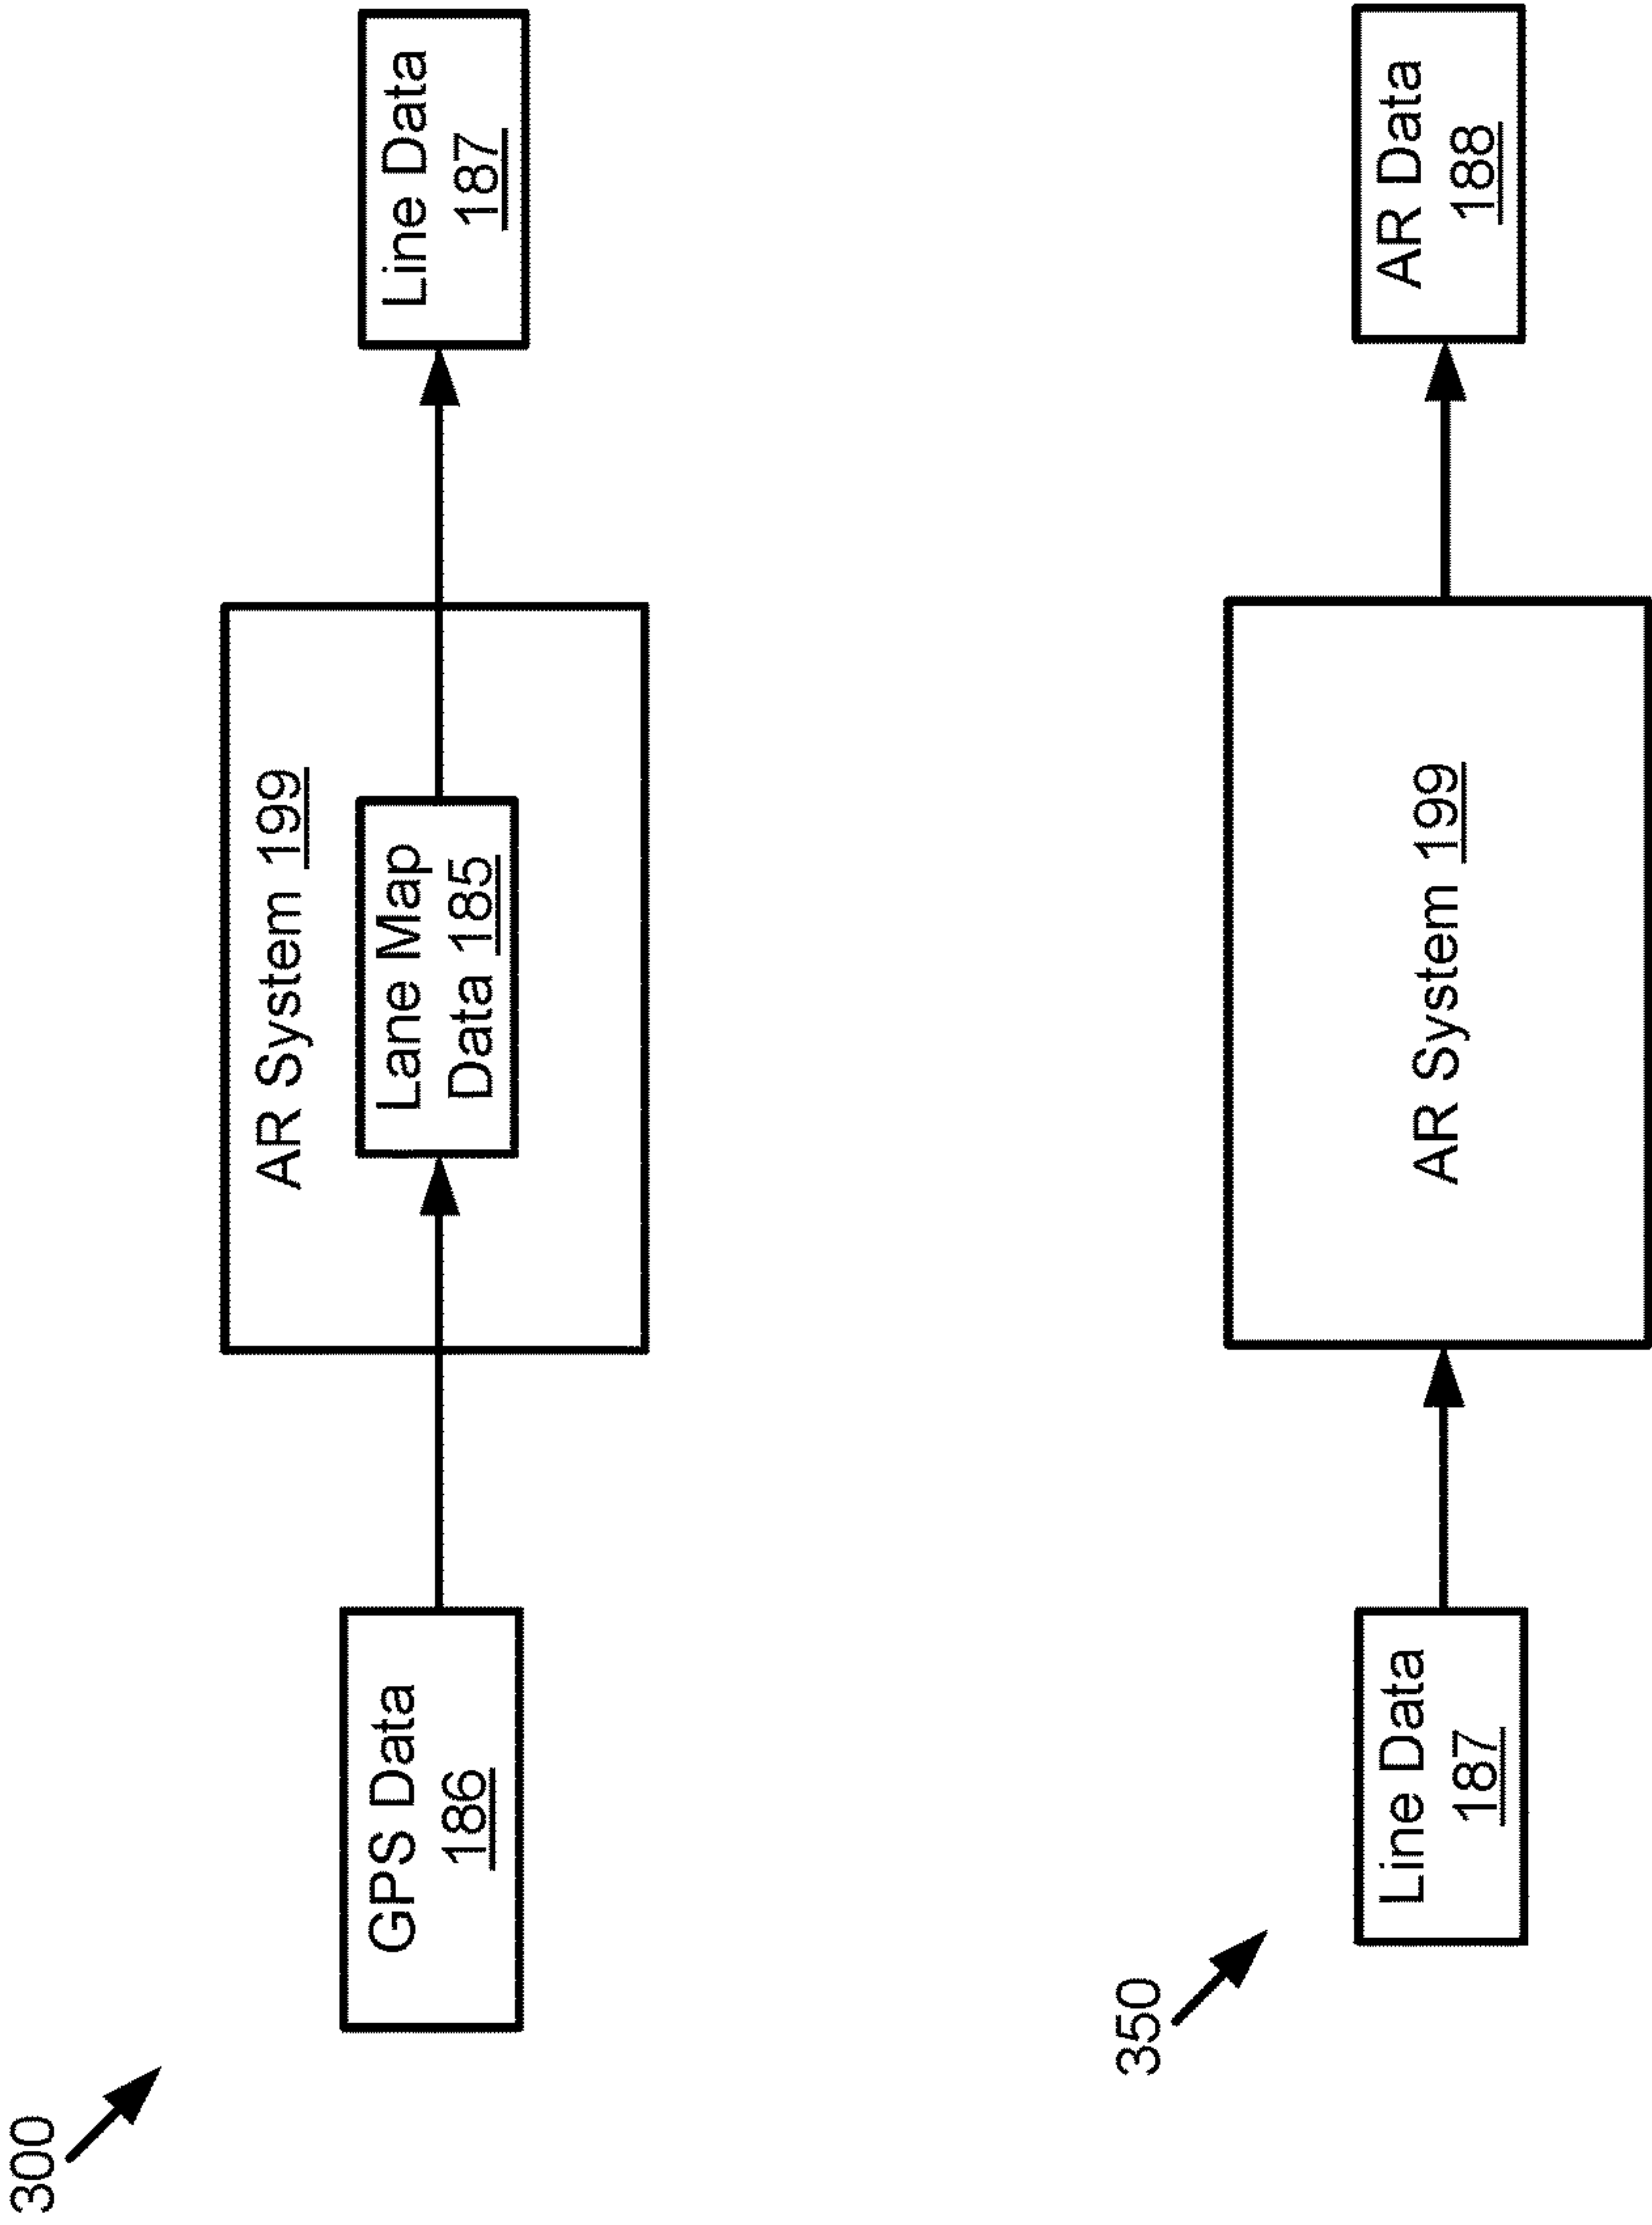 300
GPS Data
186
AR System 199
Lane Map
Data 185
Line Data
187
350
Line Data
187
AR System 199
AR Data
188